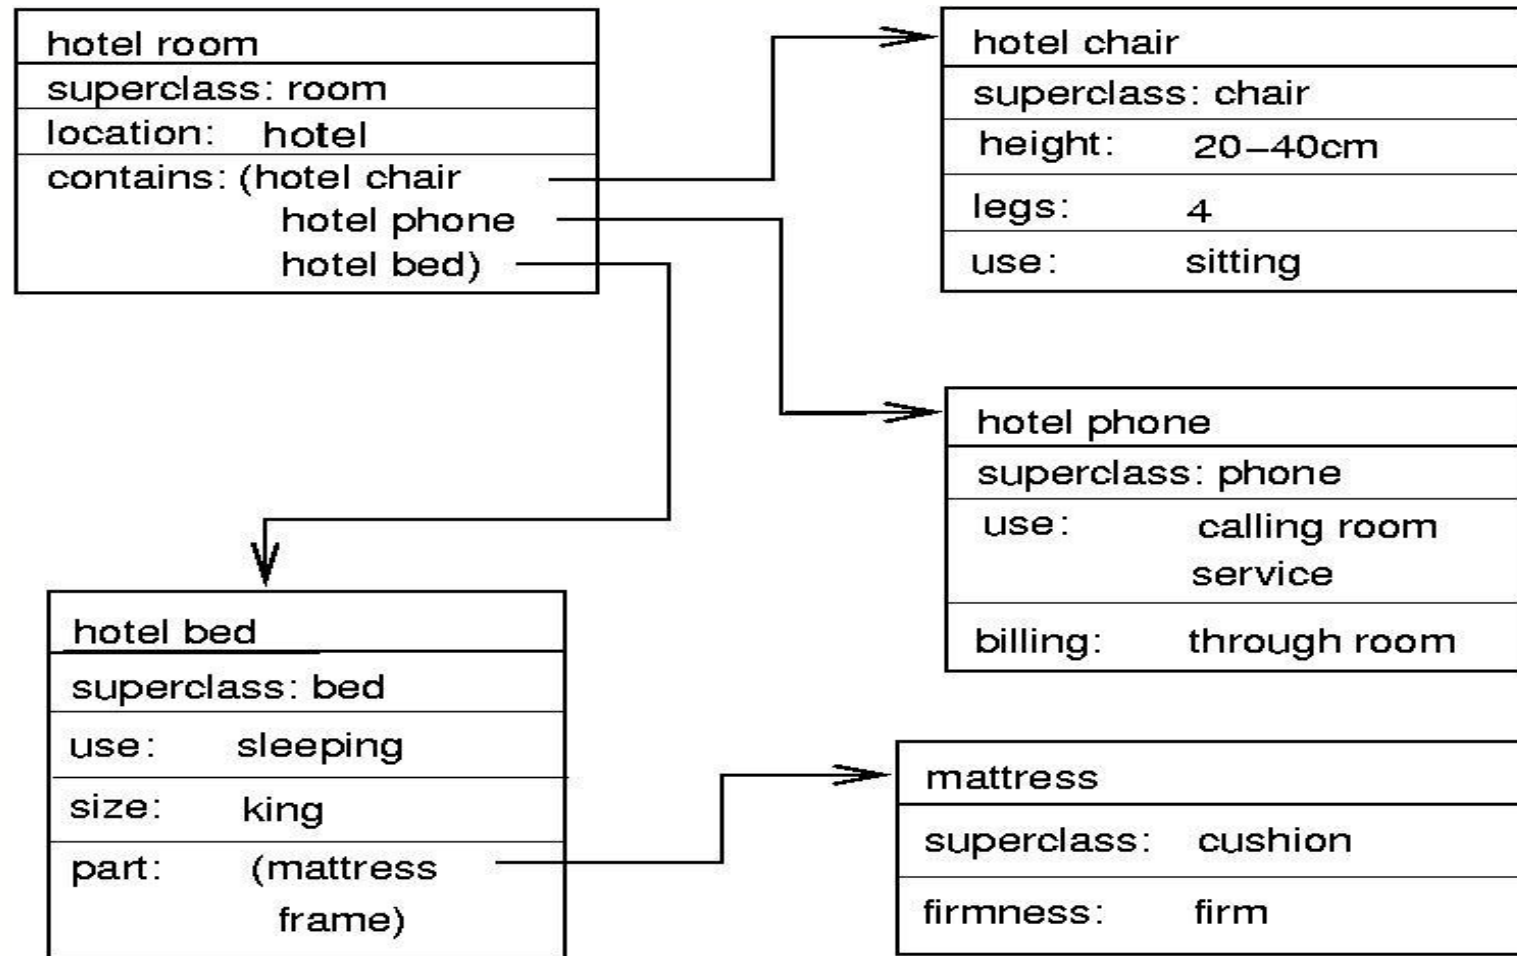 hotel room
superclass: room
location: hotel
contains: (hotel chair
hotel phone
hotel bed)
hotel chair
superclass: chair
height: 20–40cm
legs: 4
use: sitting
hotel phone
superclass: phone
use: calling room
service
billing: through room
hotel bed
superclass: bed
use: sleeping
size: king
part: (mattress
frame)
mattress
superclass: cushion
firmness: firm